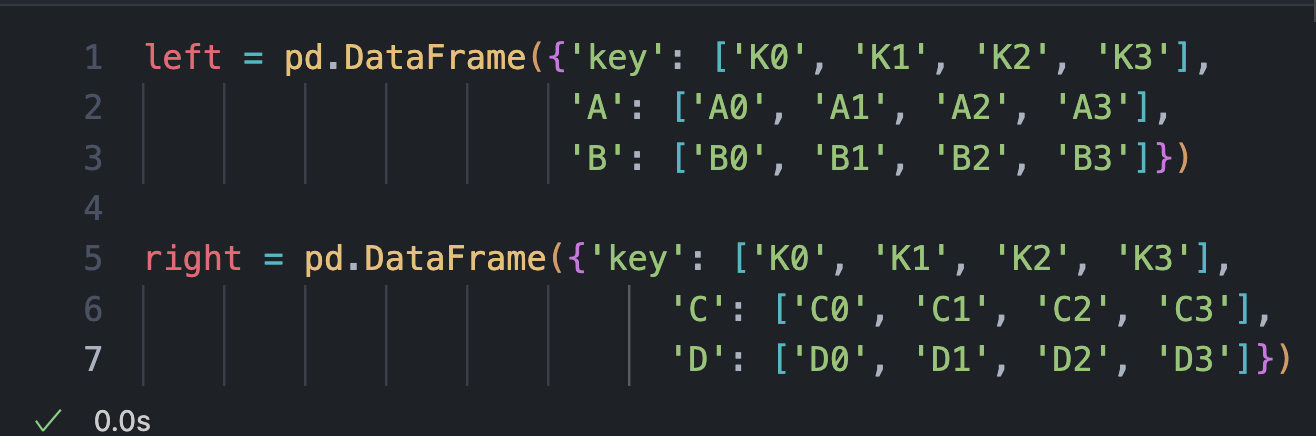 1 left = pd.DataFrame({'key': ['K0', 'K1', 'K2', 'K3'],
2 'A': ['A0', 'A1', 'A2', 'A3'],
3 'B': ['B0', 'B1', 'B2', 'B3']})
4
5 right = pd.DataFrame({'key': ['K0', 'K1', 'K2', 'K3'],
6 'C': ['C0', 'C1', 'C2', 'C3'],
7 'D': ['D0', 'D1', 'D2', 'D3']})
✓ 0.0s